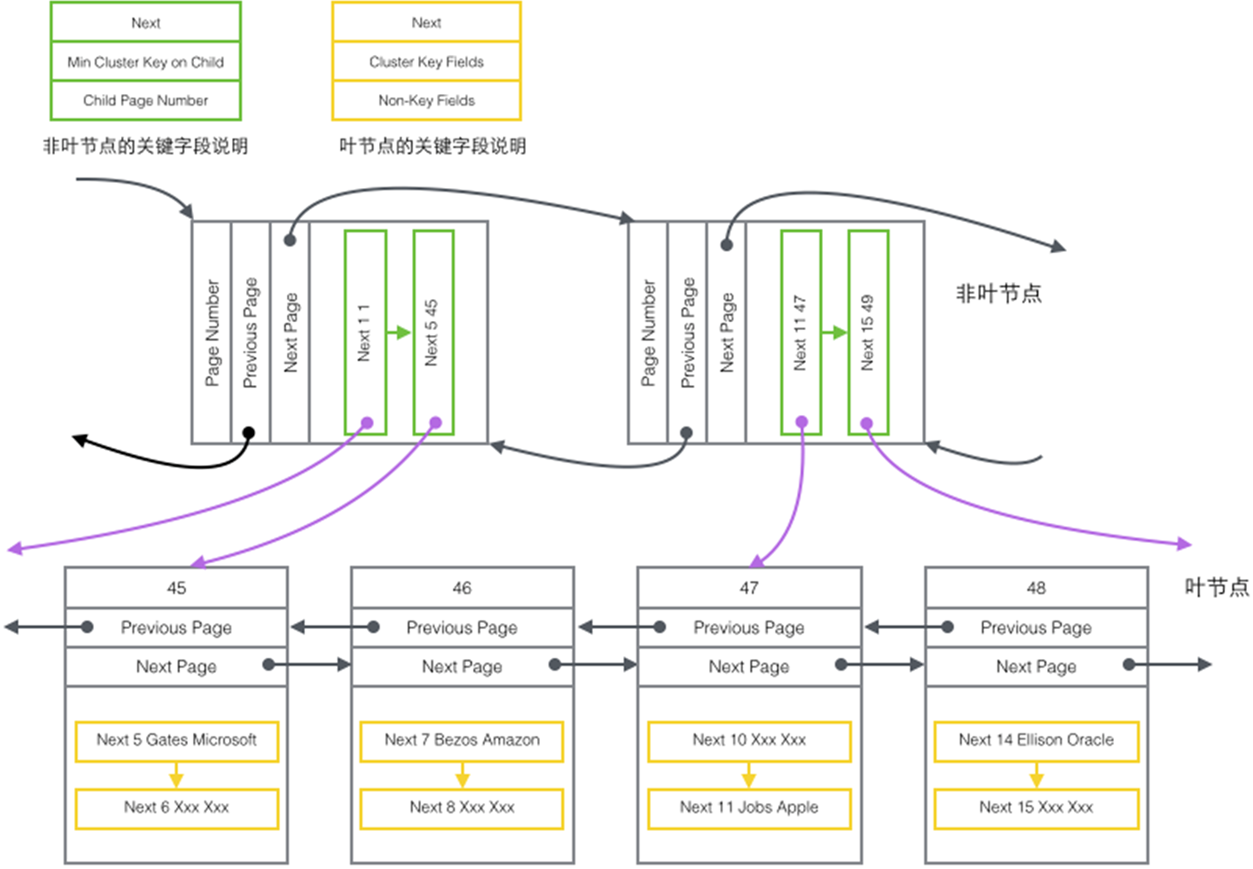 Next
Min Cluster Key on Child
Child Page Number
非叶节点的关键字段说明
Next
Cluster Key Fields
Non-Key Fields
叶节点的关键字段说明
Page Number
Previous Page
Next Page
Next 1 1
Next 5 45
Page Number
Previous Page
Next Page
Next 11 47
Next 15 49
非叶节点
45
Previous Page
Next Page
Next 5 Gates Microsoft
Next 6 Xxx Xxx
46
Previous Page
Next Page
Next 7 Bezos Amazon
Next 8 Xxx Xxx
47
Previous Page
Next Page
Next 10 Xxx Xxx
Next 11 Jobs Apple
48
Previous Page
Next Page
Next 14 Ellison Oracle
Next 15 Xxx Xxx
叶节点